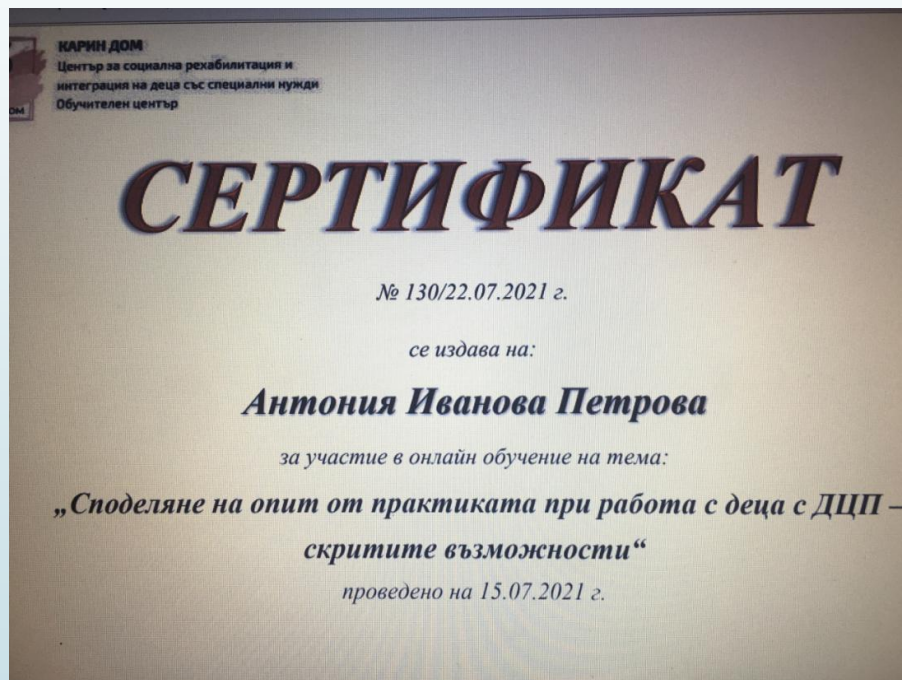 КАРИН ДОМ
Център за социална рехабилитация и
интеграция на деца със специални нужди
Обучителен център
ОМ
СЕРТИФИКАТ
№ 130/22.07.2021 г.
се издава на:
Антония Иванова Петрова
за участие в онлайн обучение на тема:
„Споделяне на опит от практиката при работа с деца с ДЦП –
скритите възможности“
проведено на 15.07.2021 г.